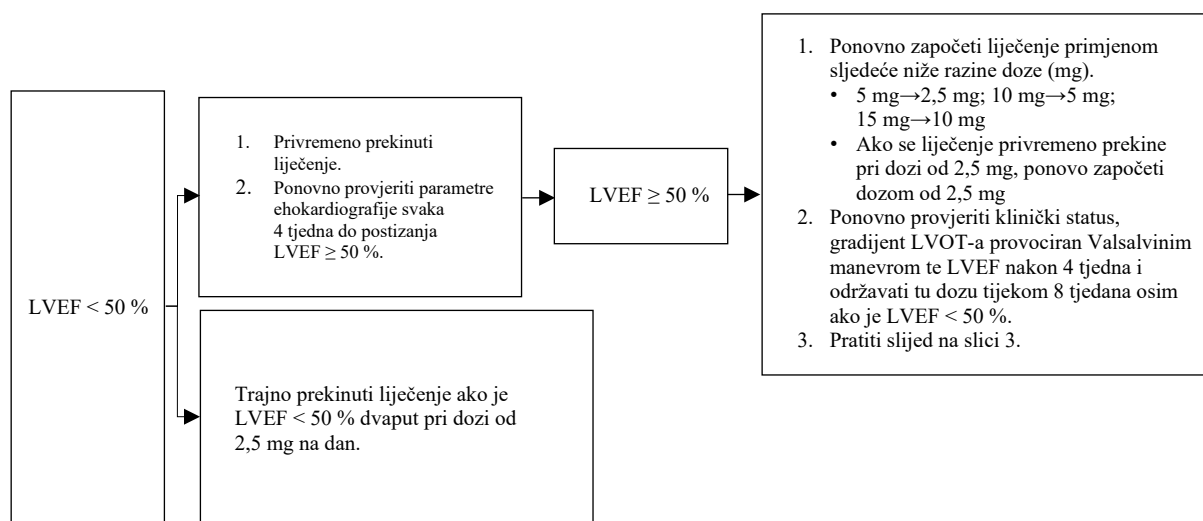 LVEF < 50 %
1. Privremeno prekinuti
liječenje.
2. Ponovno provjeriti parametre
ehokardiografije svaka
4 tjedna do postizanja
LVEF ≥ 50 %.
Trajno prekinuti liječenje ako je
LVEF < 50 % dvaput pri dozi od
2,5 mg na dan.
LVEF ≥ 50 %
1. Ponovno započeti liječenje primjenom
sljedeće niže razine doze (mg).
• 5 mg→2,5 mg; 10 mg→5 mg;
15 mg→10 mg
• Ako se liječenje privremeno prekine
pri dozi od 2,5 mg, ponovo započeti
dozom od 2,5 mg
2. Ponovno provjeriti klinički status,
gradijent LVOT-a provociran Valsalvinim
manevrom te LVEF nakon 4 tjedna i
održavati tu dozu tijekom 8 tjedana osim
ako je LVEF < 50 %.
3. Pratiti slijed na slici 3.